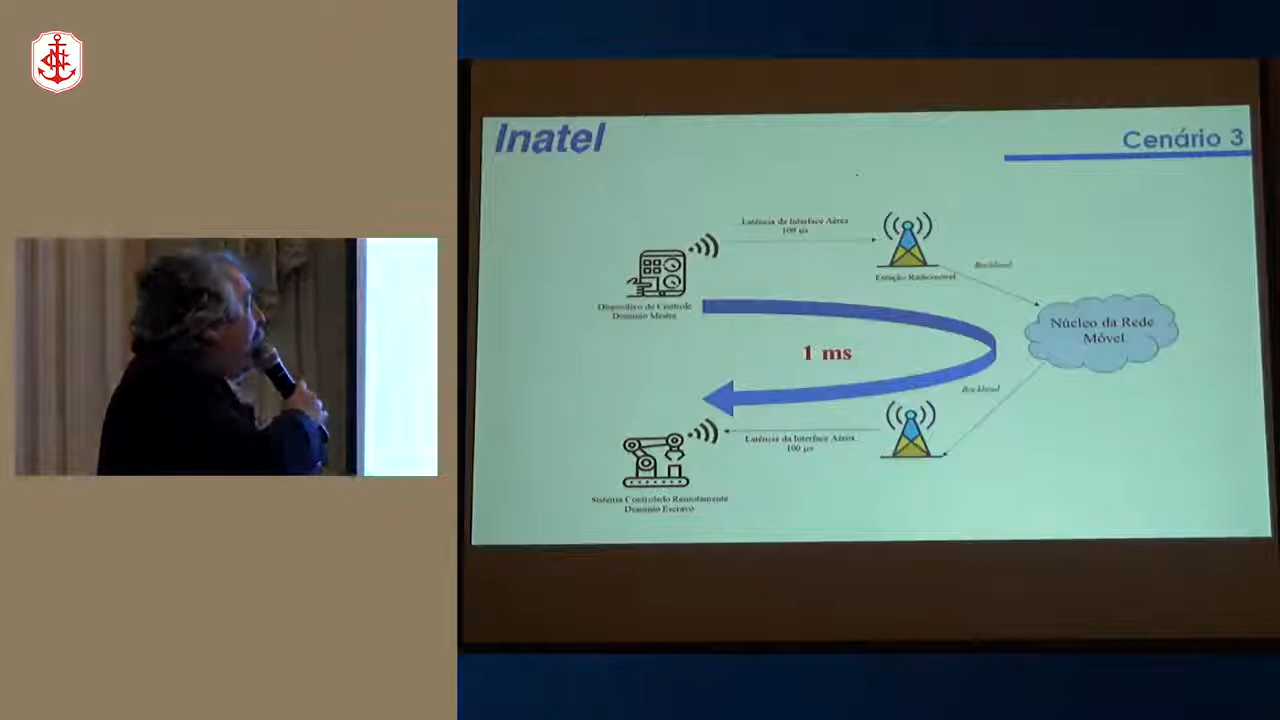 Inatel
Cenário 3
Latência da Interface Aérea
100 µs
Estação Radiomóvel
Backhaul
Dispositivo de Controle
Domínio Mestre
Núcleo da Rede
Móvel
1 ms
Backhaul
Latência da Interface Aérea
100 µs
Sistema Controlado Remotamente
Domínio Escravo